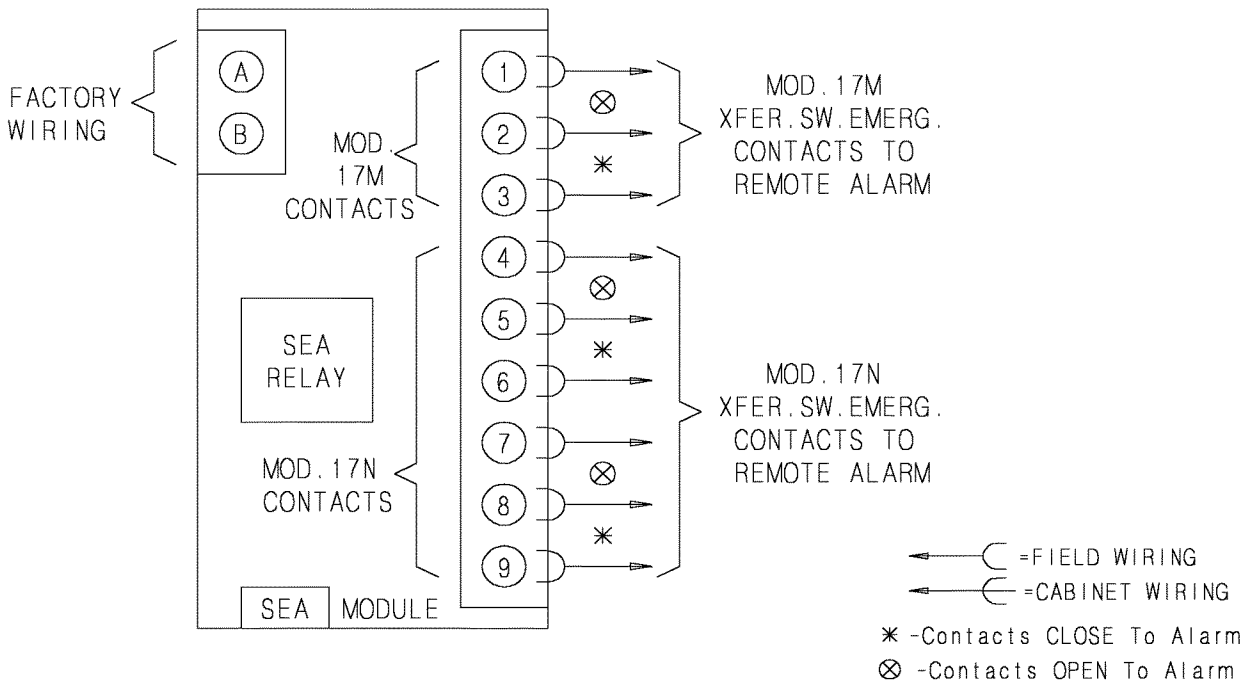 FACTORY
WIRING
A
B
MOD.
17M
CONTACTS
1
2
3
4
5
6
7
8
9
MOD.17M
XFER.SW.EMERG.
CONTACTS TO
REMOTE ALARM
SEA
RELAY
MOD.17N
CONTACTS
MOD.17N
XFER.SW.EMERG.
CONTACTS TO
REMOTE ALARM
SEA MODULE
=FIELD WIRING
=CABINET WIRING
* -Contacts CLOSE To Alarm
⊗ -Contacts OPEN To Alarm